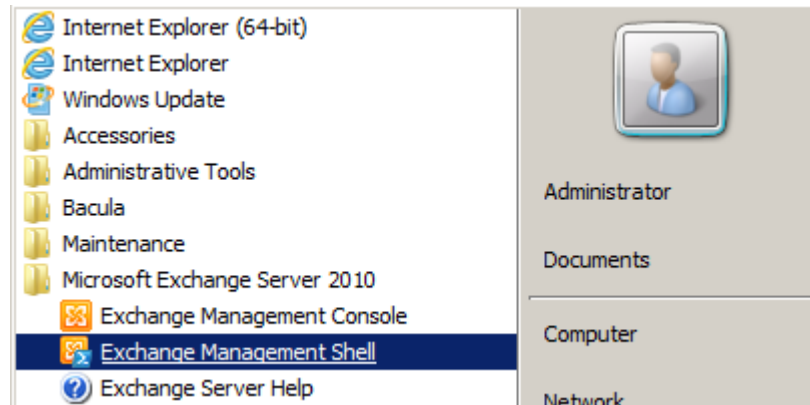 Internet Explorer (64-bit)
Internet Explorer
Windows Update
Accessories
Administrative Tools
Bacula
Maintenance
Microsoft Exchange Server 2010
Exchange Management Console
Exchange Management Shell
Exchange Server Help
Administrator
Documents
Computer
Network